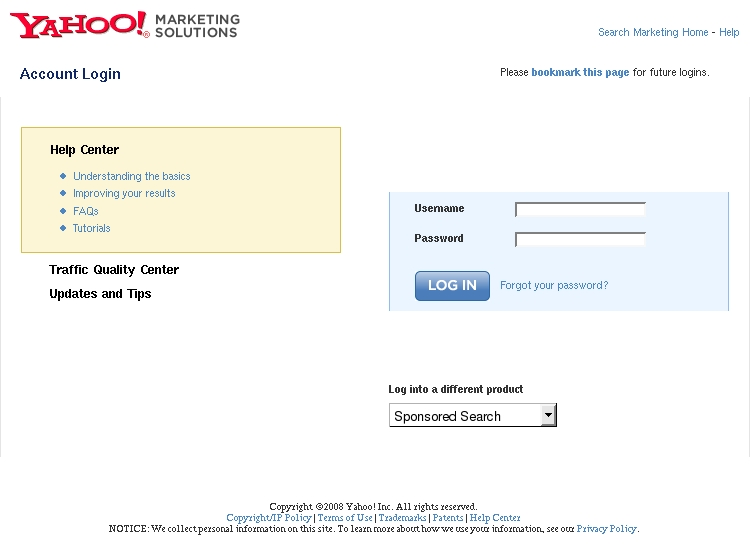 YAHOO!® MARKETING SOLUTIONS
Search Marketing Home - Help
Account Login
Please bookmark this page for future logins.
Help Center
Understanding the basics
Improving your results
FAQs
Tutorials
Traffic Quality Center
Updates and Tips
Username
Password
LOG IN Forgot your password?
Log into a different product
Sponsored Search
Copyright ©2008 Yahoo! Inc. All rights reserved.
Copyright/IP Policy | Terms of Use | Trademarks | Patents | Help Center
NOTICE: We collect personal information on this site. To learn more about how we use your information, see our Privacy Policy.